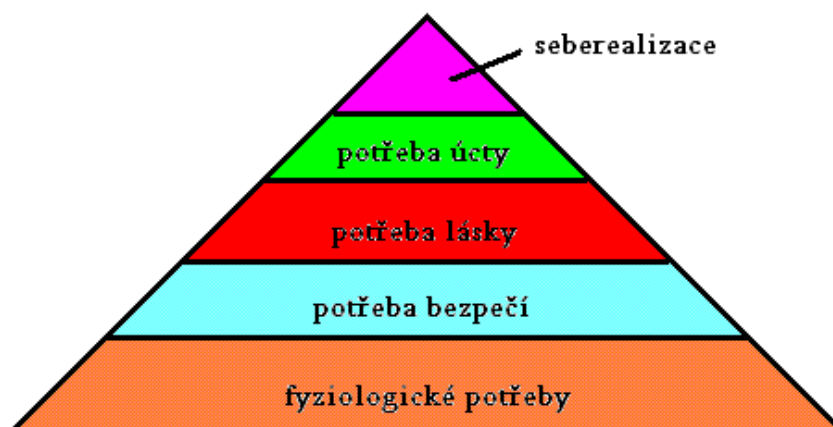 seberealizace
potřeba úcty
potřeba lásky
potřeba bezpečí
fyziologické potřeby